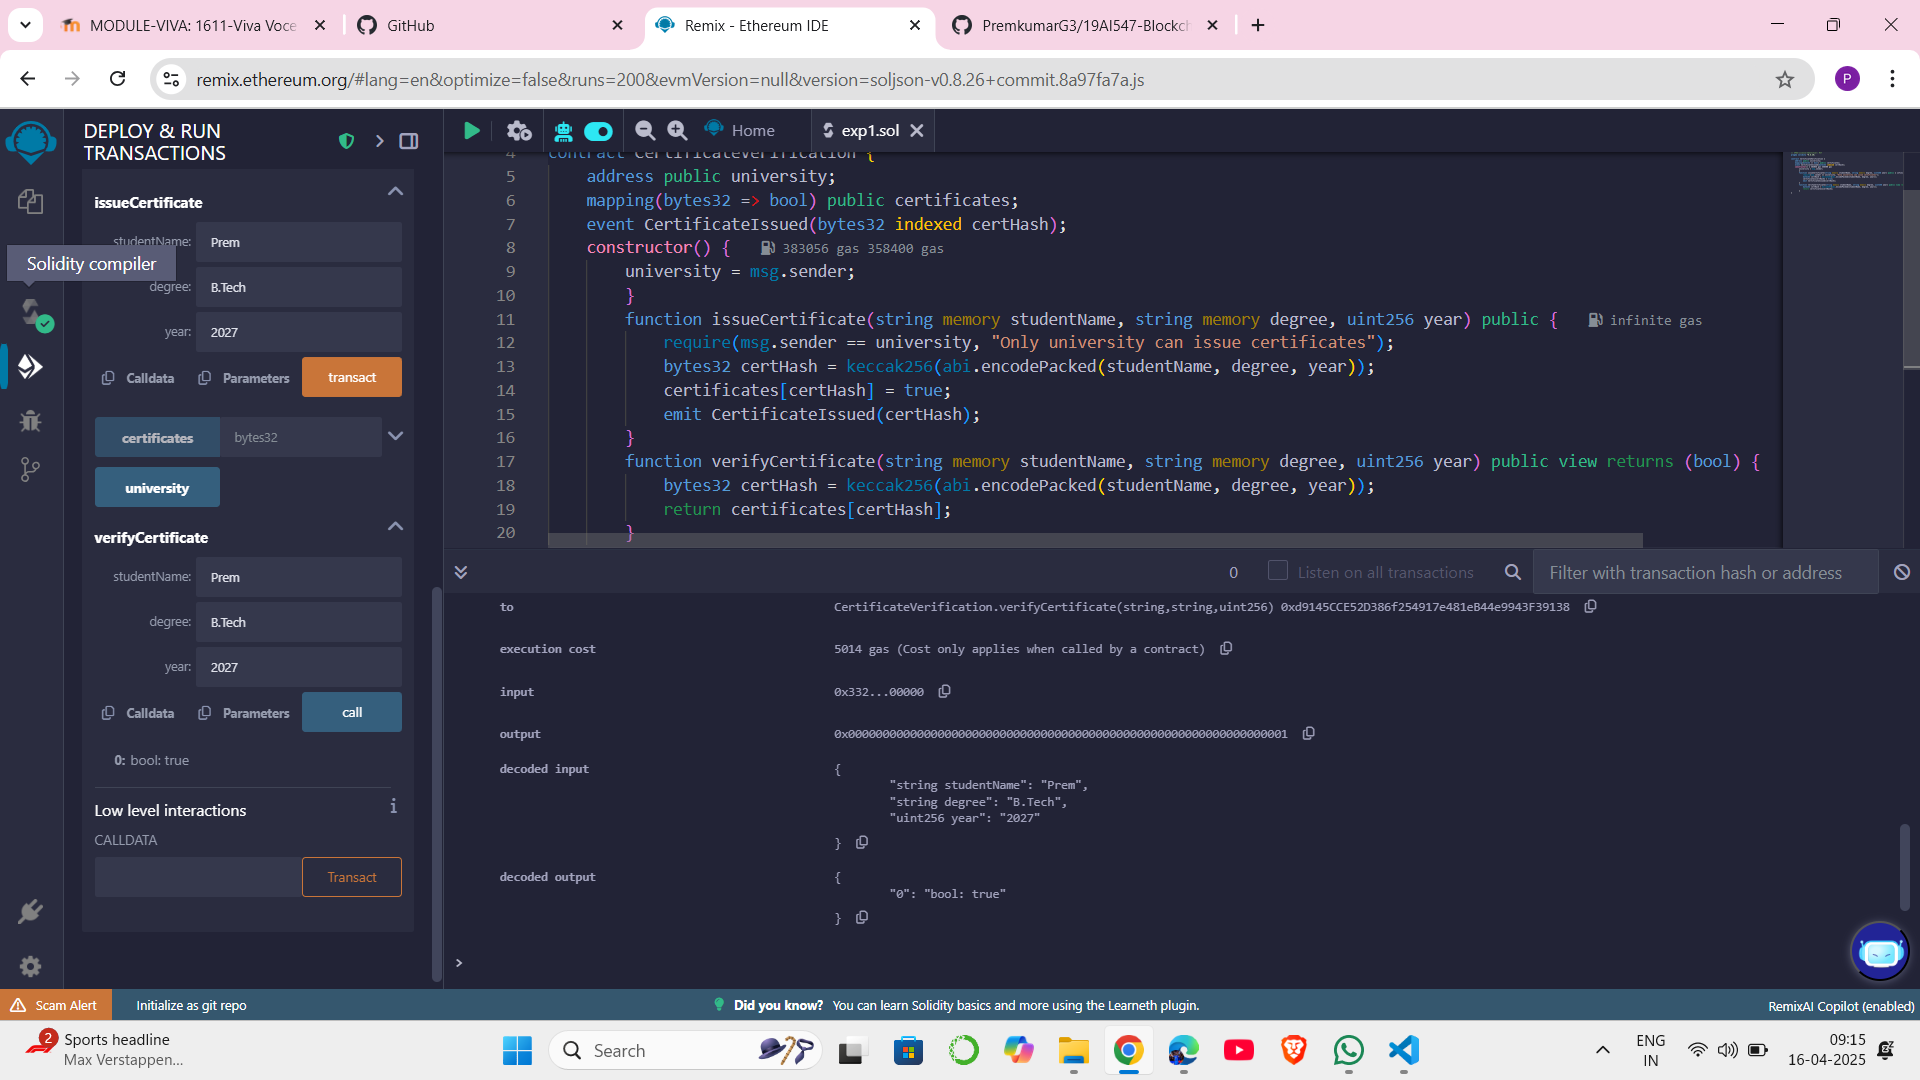 MODULE-VIVA: 1611-Viva Voce
GitHub
Remix - Ethereum IDE
PremkumarG3/19AI547-Blockch
remix.ethereum.org/#lang=en&optimize=false&runs=200&evmVersion=null&version=soljson-v0.8.26+commit.8a97fa7a.js
P
DEPLOY & RUN
TRANSACTIONS
issueCertificate
studentName: Prem
Solidity compiler
degree: B.Tech
year: 2027
Calldata Parameters transact
certificates bytes32
university
verifyCertificate
studentName: Prem
degree: B.Tech
year: 2027
Calldata Parameters call
0: bool: true
Low level interactions
i
CALLDATA
Transact
Home
exp1.sol
4 contract CertificateVerification {
5 address public university;
6 mapping(bytes32 => bool) public certificates;
7 event CertificateIssued(bytes32 indexed certHash);
8 constructor() { 383056 gas 358400 gas
9 university = msg.sender;
10 }
11 function issueCertificate(string memory studentName, string memory degree, uint256 year) public { infinite gas
12 require(msg.sender == university, "Only university can issue certificates");
13 bytes32 certHash = keccak256(abi.encodePacked(studentName, degree, year));
14 certificates[certHash] = true;
15 emit CertificateIssued(certHash);
16 }
17 function verifyCertificate(string memory studentName, string memory degree, uint256 year) public view returns (bool) {
18 bytes32 certHash = keccak256(abi.encodePacked(studentName, degree, year));
19 return certificates[certHash];
20 }
0 Listen on all transactions Filter with transaction hash or address
to CertificateVerification.verifyCertificate(string,string,uint256) 0xd9145CCE52D386f254917e481eB44e9943F39138
execution cost 5014 gas (Cost only applies when called by a contract)
input 0x332...00000
output 0x0000000000000000000000000000000000000000000000000000000000000001
decoded input {
"string studentName": "Prem",
"string degree": "B.Tech",
"uint256 year": "2027"
}
decoded output {
"0": "bool: true"
}
>
Scam Alert
Initialize as git repo
Did you know? You can learn Solidity basics and more using the Learneth plugin.
RemixAI Copilot (enabled)
2
Sports headline
Max Verstappen...
Search
ENG
IN
09:15
16-04-2025